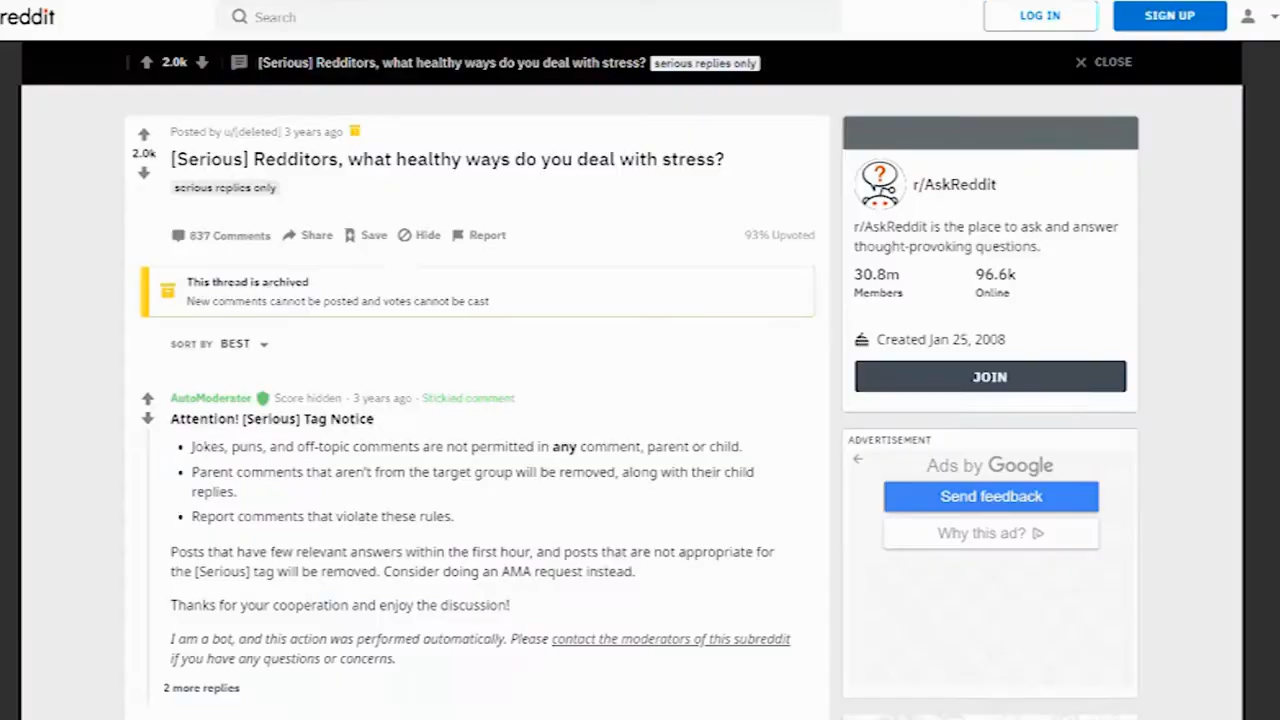 reddit
Search
LOG IN
SIGN UP
2.0k
[Serious] Redditors, what healthy ways do you deal with stress? serious replies only
CLOSE
Posted by u/[deleted] 3 years ago
2.0k
[Serious] Redditors, what healthy ways do you deal with stress?
serious replies only
837 Comments Share Save Hide Report
93% Upvoted
This thread is archived
New comments cannot be posted and votes cannot be cast
SORT BY BEST
AutoModerator Score hidden · 3 years ago · Stickied comment
Attention! [Serious] Tag Notice
• Jokes, puns, and off-topic comments are not permitted in any comment, parent or child.
• Parent comments that aren't from the target group will be removed, along with their child
replies.
• Report comments that violate these rules.
Posts that have few relevant answers within the first hour, and posts that are not appropriate for
the [Serious] tag will be removed. Consider doing an AMA request instead.
Thanks for your cooperation and enjoy the discussion!
I am a bot, and this action was performed automatically. Please contact the moderators of this subreddit
if you have any questions or concerns.
2 more replies
r/AskReddit
r/AskReddit is the place to ask and answer
thought-provoking questions.
30.8m 96.6k
Members Online
Created Jan 25, 2008
JOIN
ADVERTISEMENT
Ads by Google
Send feedback
Why this ad?